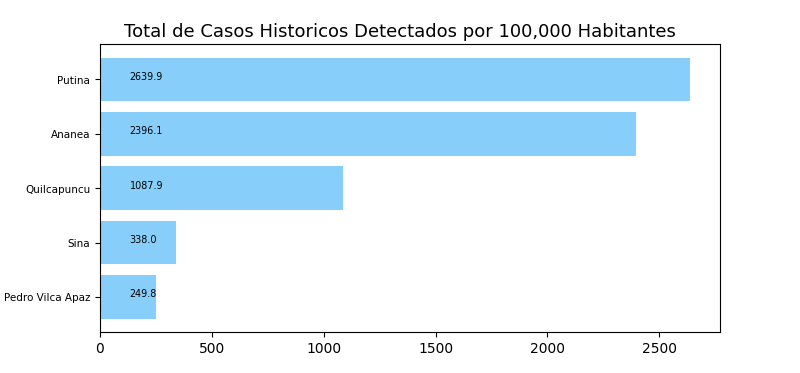 Total de Casos Historicos Detectados por 100,000 Habitantes
Putina 2639.9
Ananea 2396.1
Quilcapuncu 1087.9
Sina 338.0
Pedro Vilca Apaz 249.8
0 500 1000 1500 2000 2500